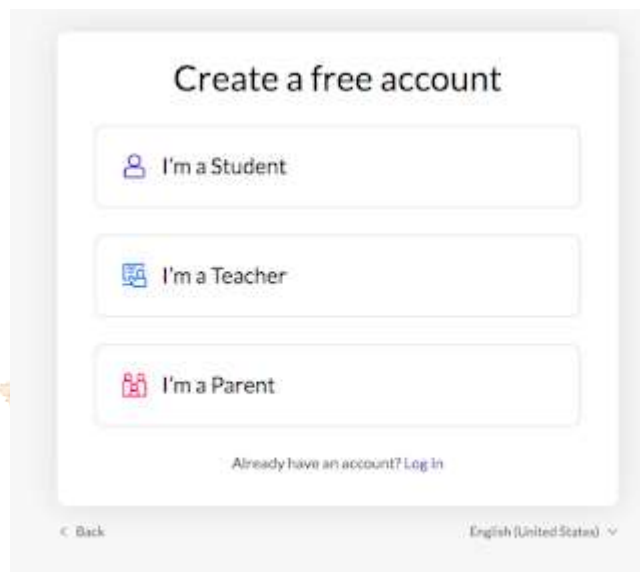 Create a free account
I'm a Student
I'm a Teacher
I'm a Parent
Already have an account? Log in
< Back
English (United States)